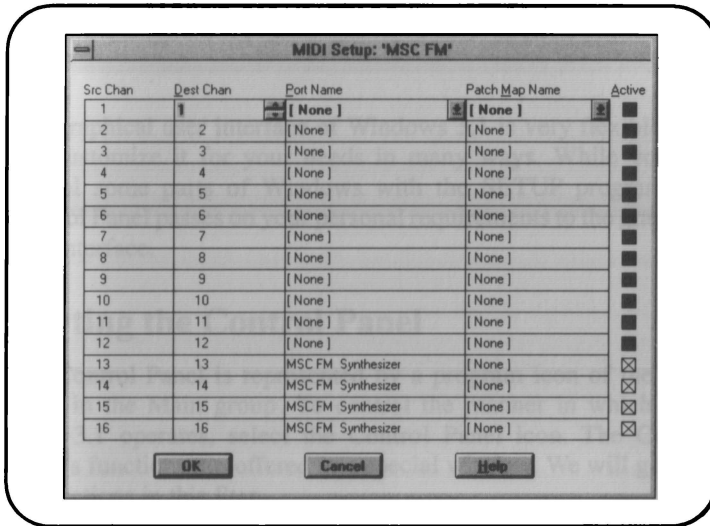 MIDI Setup: 'MSC FM'
Src Chan Dest Chan Port Name Patch Map Name Active
1 1 [ None ] [ None ]
2 2 [ None ] [ None ]
3 3 [ None ] [ None ]
4 4 [ None ] [ None ]
5 5 [ None ] [ None ]
6 6 [ None ] [ None ]
7 7 [ None ] [ None ]
8 8 [ None ] [ None ]
9 9 [ None ] [ None ]
10 10 [ None ] [ None ]
11 11 [ None ] [ None ]
12 12 [ None ] [ None ]
13 13 MSC FM Synthesizer [ None ]
14 14 MSC FM Synthesizer [ None ]
15 15 MSC FM Synthesizer [ None ]
16 16 MSC FM Synthesizer [ None ]
OK Cancel Help